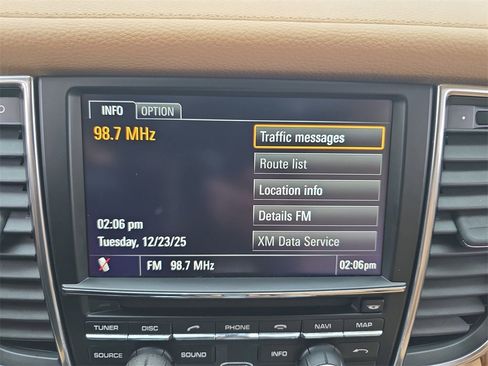 INFO OPTION
98.7 MHz
Traffic messages
Route list
Location info
Details FM
XM Data Service
02:06 pm
Tuesday, 12/23/25
FM 98.7 MHz 02:06pm
TUNER DISC PHONE NAVI MAP
SOURCE SOUND INFO